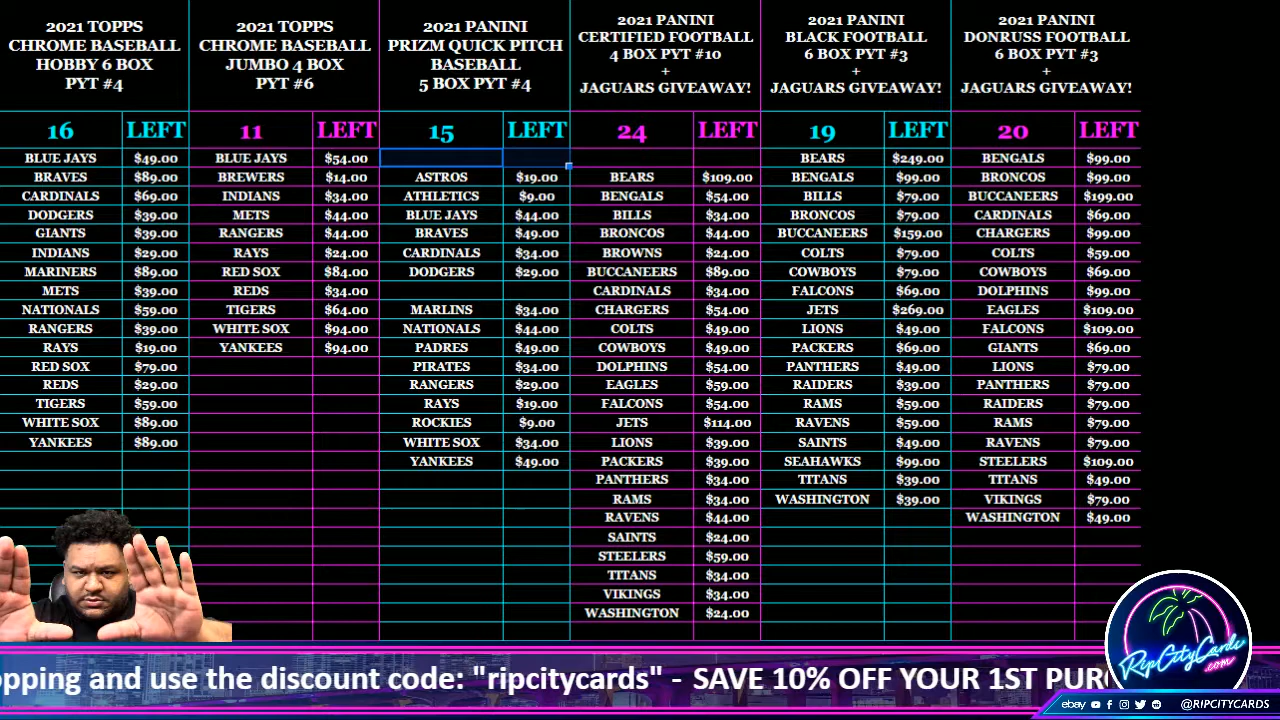 2021 TOPPS
CHROME BASEBALL
HOBBY 6 BOX
PYT #4
2021 TOPPS
CHROME BASEBALL
JUMBO 4 BOX
PYT #6
2021 PANINI
PRIZM QUICK PITCH
BASEBALL
5 BOX PYT #4
2021 PANINI
CERTIFIED FOOTBALL
4 BOX PYT #10
+
JAGUARS GIVEAWAY!
2021 PANINI
BLACK FOOTBALL
6 BOX PYT #3
+
JAGUARS GIVEAWAY!
2021 PANINI
DONRUSS FOOTBALL
6 BOX PYT #3
+
JAGUARS GIVEAWAY!
16 LEFT 11 LEFT 15 LEFT 24 LEFT 19 LEFT 20 LEFT
BLUE JAYS $49.00 BLUE JAYS $54.00 BEARS $249.00 BENGALS $99.00
BRAVES $89.00 BREWERS $14.00 ASTROS $19.00 BEARS $109.00 BENGALS $99.00 BRONCOS $99.00
CARDINALS $69.00 INDIANS $34.00 ATHLETICS $9.00 BENGALS $54.00 BILLS $79.00 BUCCANEERS $199.00
DODGERS $39.00 METS $44.00 BLUE JAYS $44.00 BILLS $34.00 BRONCOS $79.00 CARDINALS $69.00
GIANTS $39.00 RANGERS $44.00 BRAVES $49.00 BRONCOS $44.00 BUCCANEERS $159.00 CHARGERS $99.00
INDIANS $29.00 RAYS $24.00 CARDINALS $34.00 BROWNS $24.00 COLTS $79.00 COLTS $59.00
MARINERS $89.00 RED SOX $84.00 DODGERS $29.00 BUCCANEERS $89.00 COWBOYS $79.00 COWBOYS $69.00
METS $39.00 REDS $34.00 CARDINALS $34.00 FALCONS $69.00 DOLPHINS $99.00
NATIONALS $59.00 TIGERS $64.00 MARLINS $34.00 CHARGERS $54.00 JETS $269.00 EAGLES $109.00
RANGERS $39.00 WHITE SOX $94.00 NATIONALS $44.00 COLTS $49.00 LIONS $49.00 FALCONS $109.00
RAYS $19.00 YANKEES $94.00 PADRES $49.00 COWBOYS $49.00 PACKERS $69.00 GIANTS $69.00
RED SOX $79.00 PIRATES $34.00 DOLPHINS $54.00 PANTHERS $49.00 LIONS $79.00
REDS $29.00 RANGERS $29.00 EAGLES $59.00 RAIDERS $39.00 PANTHERS $79.00
TIGERS $59.00 RAYS $19.00 FALCONS $54.00 RAMS $59.00 RAIDERS $79.00
WHITE SOX $89.00 ROCKIES $9.00 JETS $114.00 RAVENS $59.00 RAMS $79.00
YANKEES $89.00 WHITE SOX $34.00 LIONS $39.00 SAINTS $49.00 RAVENS $79.00
YANKEES $49.00 PACKERS $39.00 SEAHAWKS $99.00 STEELERS $109.00
PANTHERS $34.00 TITANS $39.00 TITANS $49.00
RAMS $34.00 WASHINGTON $39.00 VIKINGS $79.00
RAVENS $44.00 WASHINGTON $49.00
SAINTS $24.00
STEELERS $59.00
TITANS $34.00
VIKINGS $34.00
WASHINGTON $24.00
RipCityCards
.com
opping and use the discount code: "ripcitycards" - SAVE 10% OFF YOUR 1ST PUR
ebay @RIPCITYCARDS